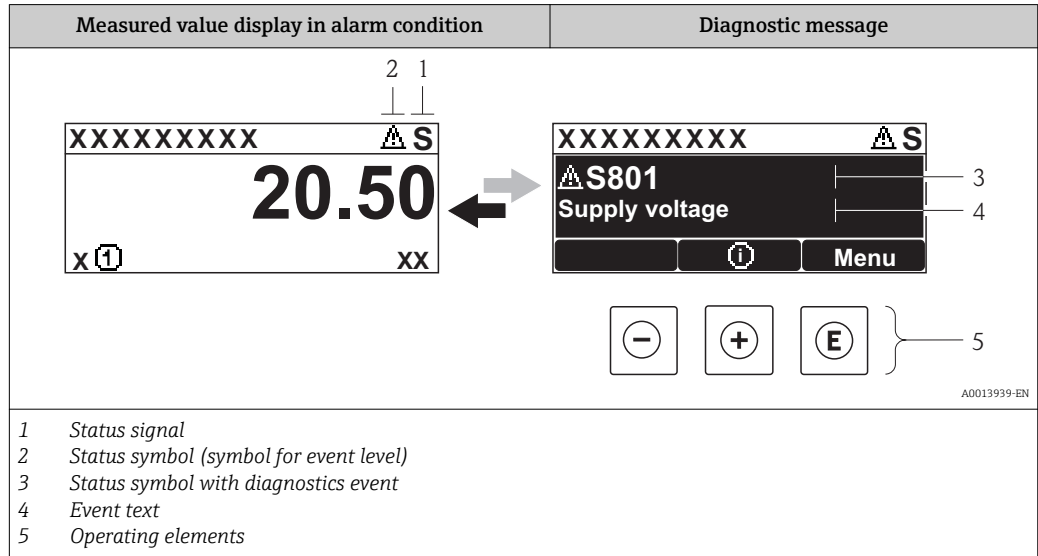 Measured value display in alarm condition
Diagnostic message
2 1
XXXXXXXXX ⚠ S
20.50
X ① XX
XXXXXXXXX ⚠ S
⚠S801
Supply voltage
ⓘ Menu
3
4
− + E
5
A0013939-EN
1 Status signal
2 Status symbol (symbol for event level)
3 Status symbol with diagnostics event
4 Event text
5 Operating elements